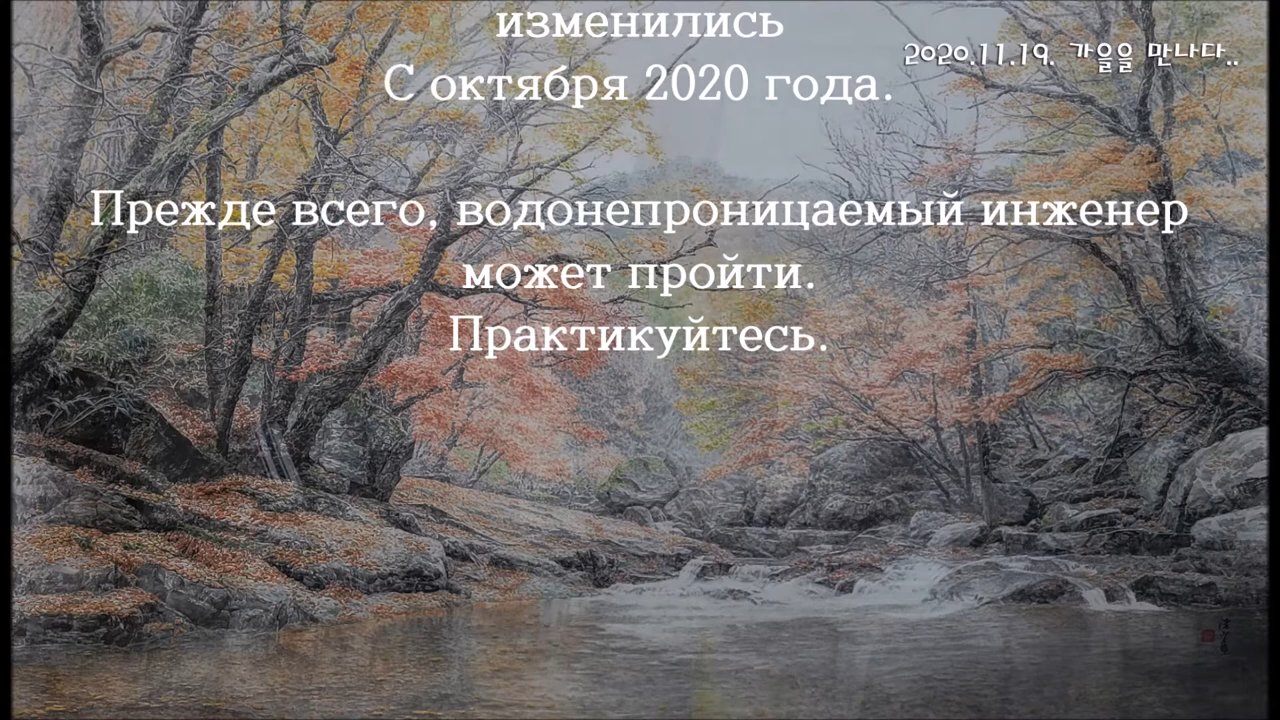 изменились
2020.11.19. 가을을 만나다..
С октября 2020 года.
Прежде всего, водонепроницаемый инженер
может пройти.
Практикуйтесь.